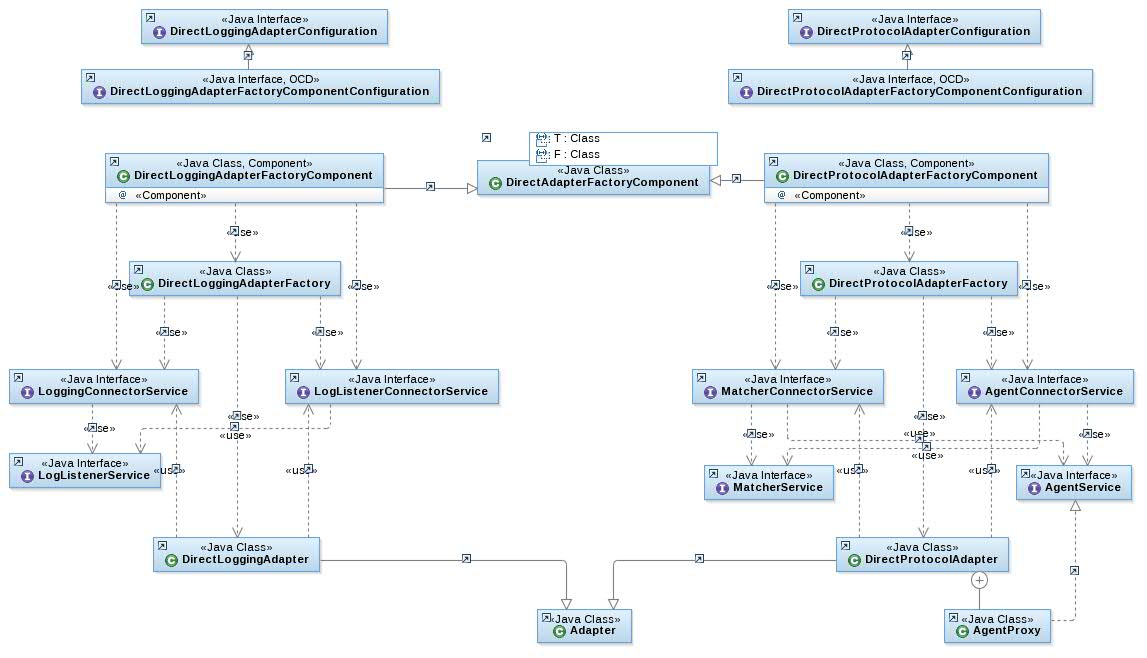 «Java Interface»
DirectLoggingAdapterConfiguration
«Java Interface»
DirectProtocolAdapterConfiguration
«Java Interface, OCD»
DirectLoggingAdapterFactoryComponentConfiguration
«Java Interface, OCD»
DirectProtocolAdapterFactoryComponentConfiguration
T : Class
F : Class
«Java Class, Component»
DirectLoggingAdapterFactoryComponent
@ «Component»
«Java Class»
DirectAdapterFactoryComponent
«Java Class, Component»
DirectProtocolAdapterFactoryComponent
@ «Component»
«use»
«use»
«Java Class»
DirectLoggingAdapterFactory
«Java Class»
DirectProtocolAdapterFactory
«use»
«use»
«use»
«use»
«use»
«use»
«use»
«use»
«Java Interface»
LoggingConnectorService
«Java Interface»
LogListenerConnectorService
«Java Interface»
MatcherConnectorService
«Java Interface»
AgentConnectorService
«use»
«use»
«use»
«use»
«use»
«use»
«use»
«use»
«use»
«Java Interface»
LogListenerService
«use»
«use»
«use»
«use»
«Java Interface»
MatcherService
«Java Interface»
AgentService
«Java Class»
DirectLoggingAdapter
«Java Class»
DirectProtocolAdapter
«Java Class»
Adapter
«Java Class»
AgentProxy